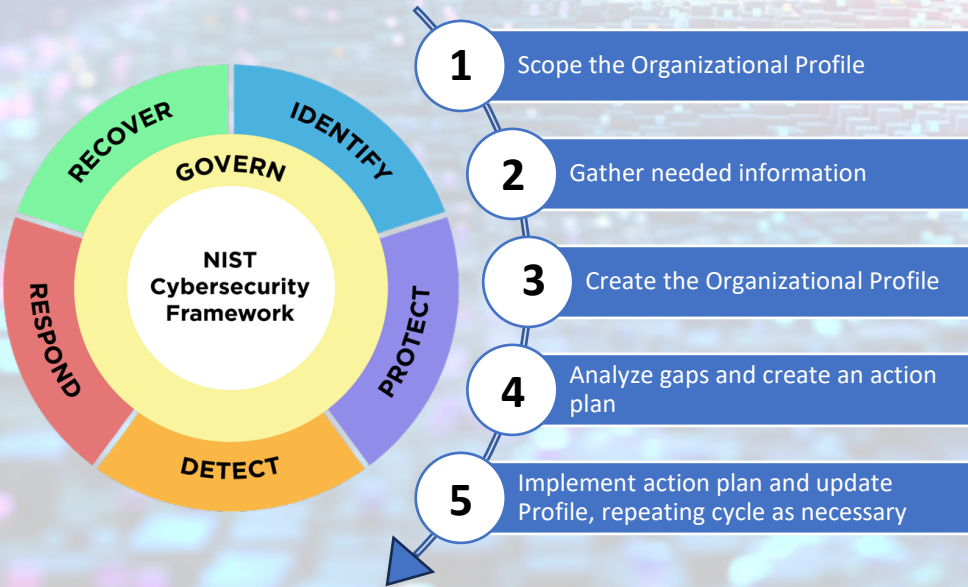 RECOVER
IDENTIFY
GOVERN
NIST
Cybersecurity
Framework
PROTECT
RESPOND
DETECT
1
Scope the Organizational Profile
2
Gather needed information
3
Create the Organizational Profile
4
Analyze gaps and create an action
plan
5
Implement action plan and update
Profile, repeating cycle as necessary